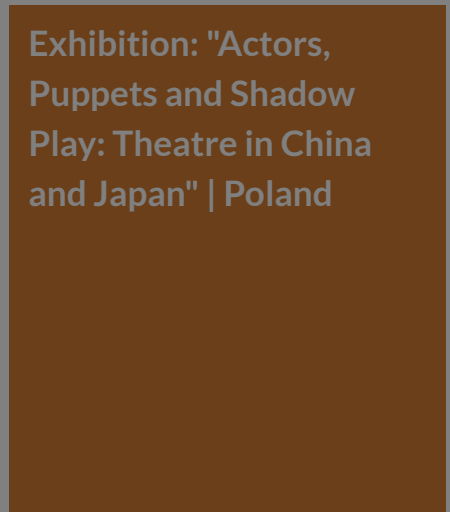 Exhibition: "Actors,
Puppets and Shadow
Play: Theatre in China
and Japan" | Poland